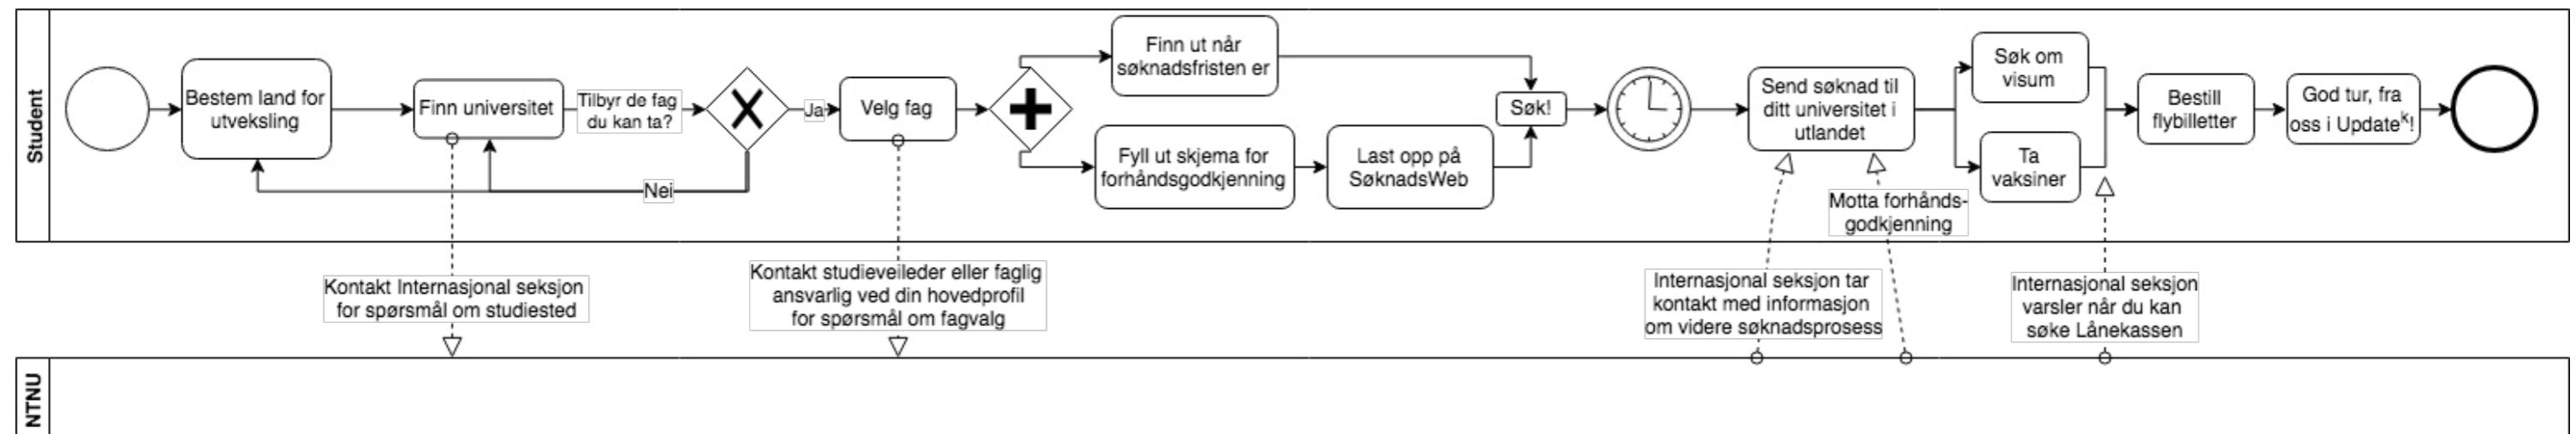 Student
Bestem land for
utveksling
Finn universitet
Tilbyr de fag
du kan ta?
Nei
Ja
Velg fag
Finn ut når
søknadsfristen er
Fyll ut skjema for
forhåndsgodkjenning
Last opp på
SøknadsWeb
Søk!
Send søknad til
ditt universitet i
utlandet
Søk om
visum
Ta
vaksiner
Bestill
flybilletter
God tur, fra
oss i Updateᵏ!
Motta forhånds-
godkjenning
Kontakt Internasjonal seksjon
for spørsmål om studiested
Kontakt studieveileder eller faglig
ansvarlig ved din hovedprofil
for spørsmål om fagvalg
Internasjonal seksjon tar
kontakt med informasjon
om videre søknadsprosess
Internasjonal seksjon
varsler når du kan
søke Lånekassen
NTNU